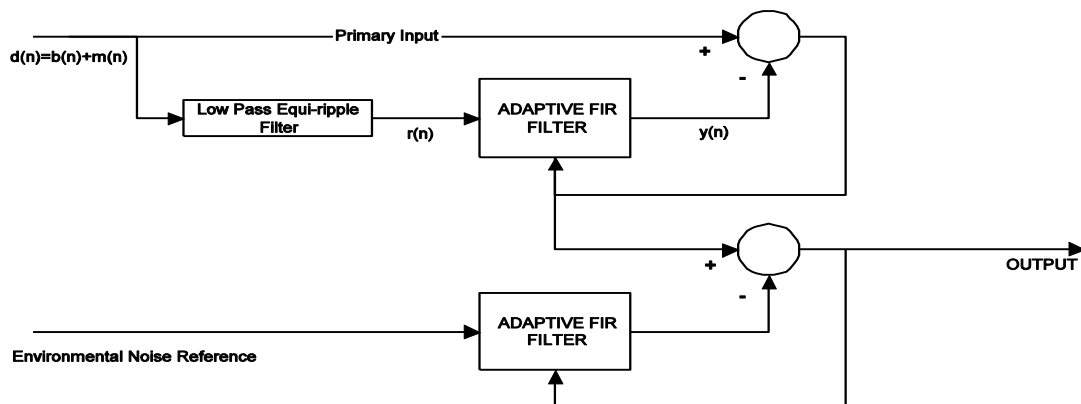 Primary Input
d(n)=b(n)+m(n)
+
-
Low Pass Equi-ripple
Filter
r(n)
ADAPTIVE FIR
FILTER
y(n)
+
-
OUTPUT
ADAPTIVE FIR
FILTER
Environmental Noise Reference